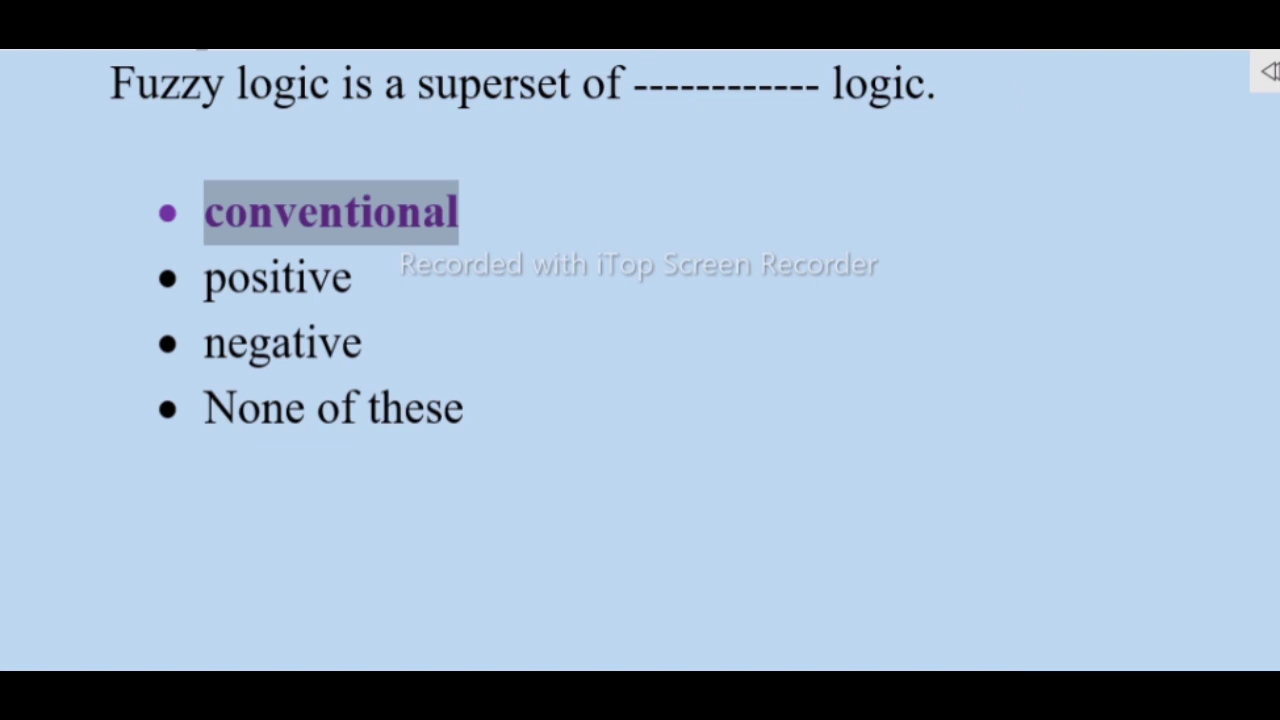 Fuzzy logic is a superset of ------------ logic.
• conventional
• positive
Recorded with iTop Screen Recorder
• negative
• None of these